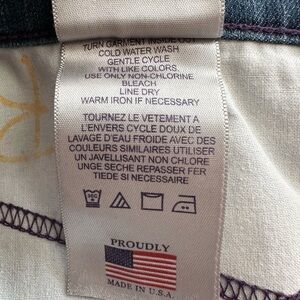 TURN GARMENT INSIDE OUT
COLD WATER WASH
GENTLE CYCLE
WITH LIKE COLORS.
USE ONLY NON-CHLORINE
BLEACH
LINE DRY
WARM IRON IF NECESSARY
TOURNEZ LE VETEMENT A
L'ENVERS CYCLE DOUX DE
LAVAGE D'EAU FROIDE AVEC DES
COULEURS SIMILAIRES UTILISER
UN JAVELLISANT NON CHLORE
UNGE SECHE REPASSER FER
TIEDE SI NECESSAIRE
PROUDLY
MADE IN U.S.A.